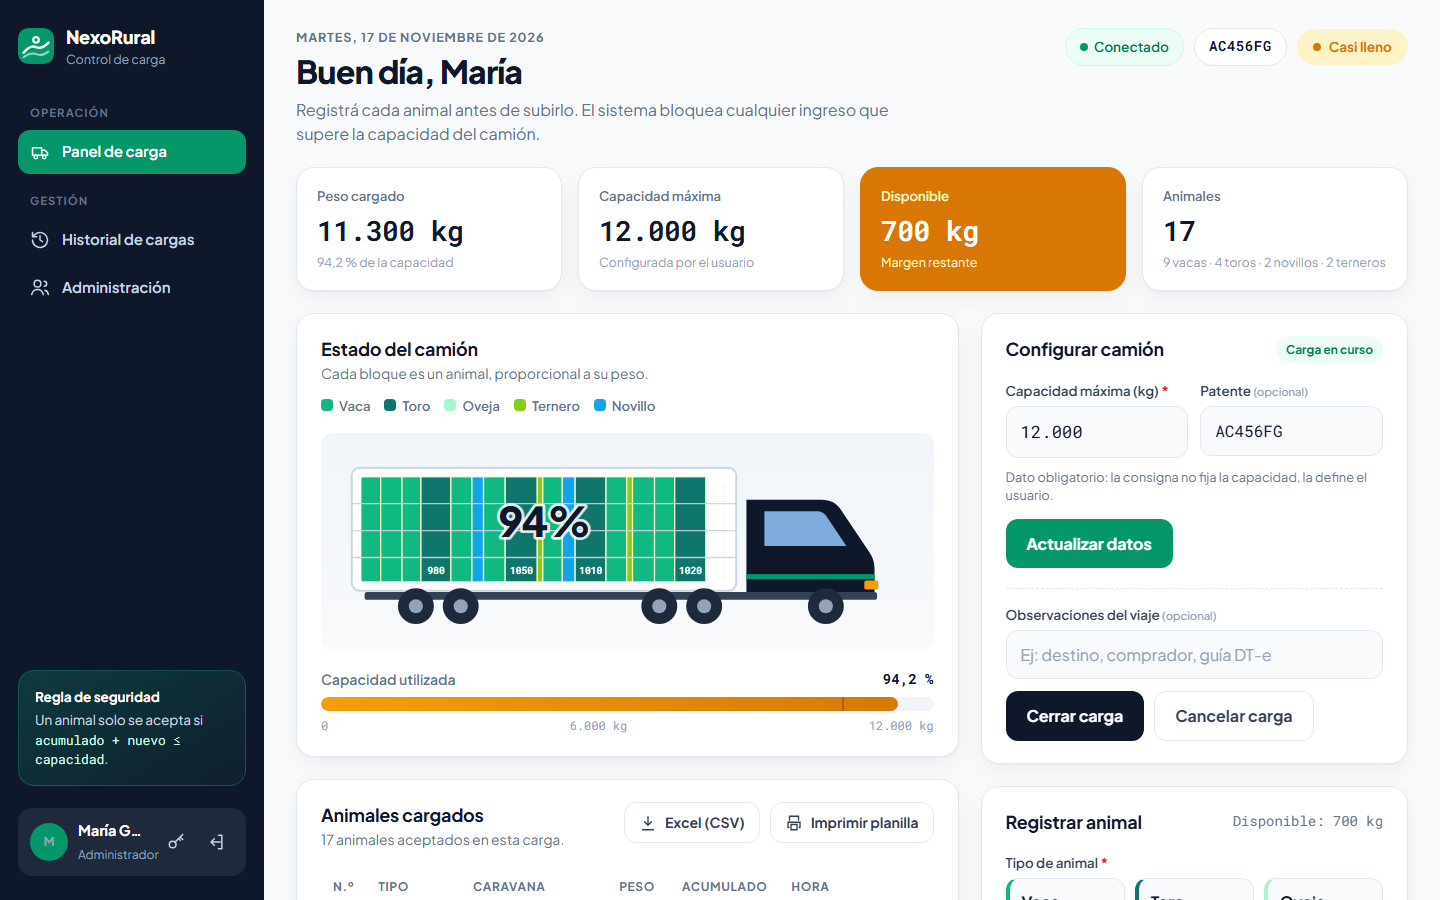 NexoRural
Control de carga
OPERACIÓN
Panel de carga
GESTIÓN
Historial de cargas
Administración
Regla de seguridad
Un animal solo se acepta si
acumulado + nuevo ≤
capacidad.
M
María G...
Administrador
MARTES, 17 DE NOVIEMBRE DE 2026
Buen día, María
Registrá cada animal antes de subirlo. El sistema bloquea cualquier ingreso que
supere la capacidad del camión.
Conectado
AC456FG
Casi lleno
Peso cargado
11.300 kg
94,2 % de la capacidad
Capacidad máxima
12.000 kg
Configurada por el usuario
Disponible
700 kg
Margen restante
Animales
17
9 vacas · 4 toros · 2 novillos · 2 terneros
Estado del camión
Cada bloque es un animal, proporcional a su peso.
Vaca Toro Oveja Ternero Novillo
94%
980 1050 1010 1020
Capacidad utilizada 94,2 %
0 6.000 kg 12.000 kg
Animales cargados
17 animales aceptados en esta carga.
Excel (CSV)
Imprimir planilla
N.º TIPO CARAVANA PESO ACUMULADO HORA
Configurar camión
Carga en curso
Capacidad máxima (kg) * Patente (opcional)
12.000 AC456FG
Dato obligatorio: la consigna no fija la capacidad, la define el
usuario.
Actualizar datos
Observaciones del viaje (opcional)
Ej: destino, comprador, guía DT-e
Cerrar carga
Cancelar carga
Registrar animal
Disponible: 700 kg
Tipo de animal *
Vaca Toro Oveja